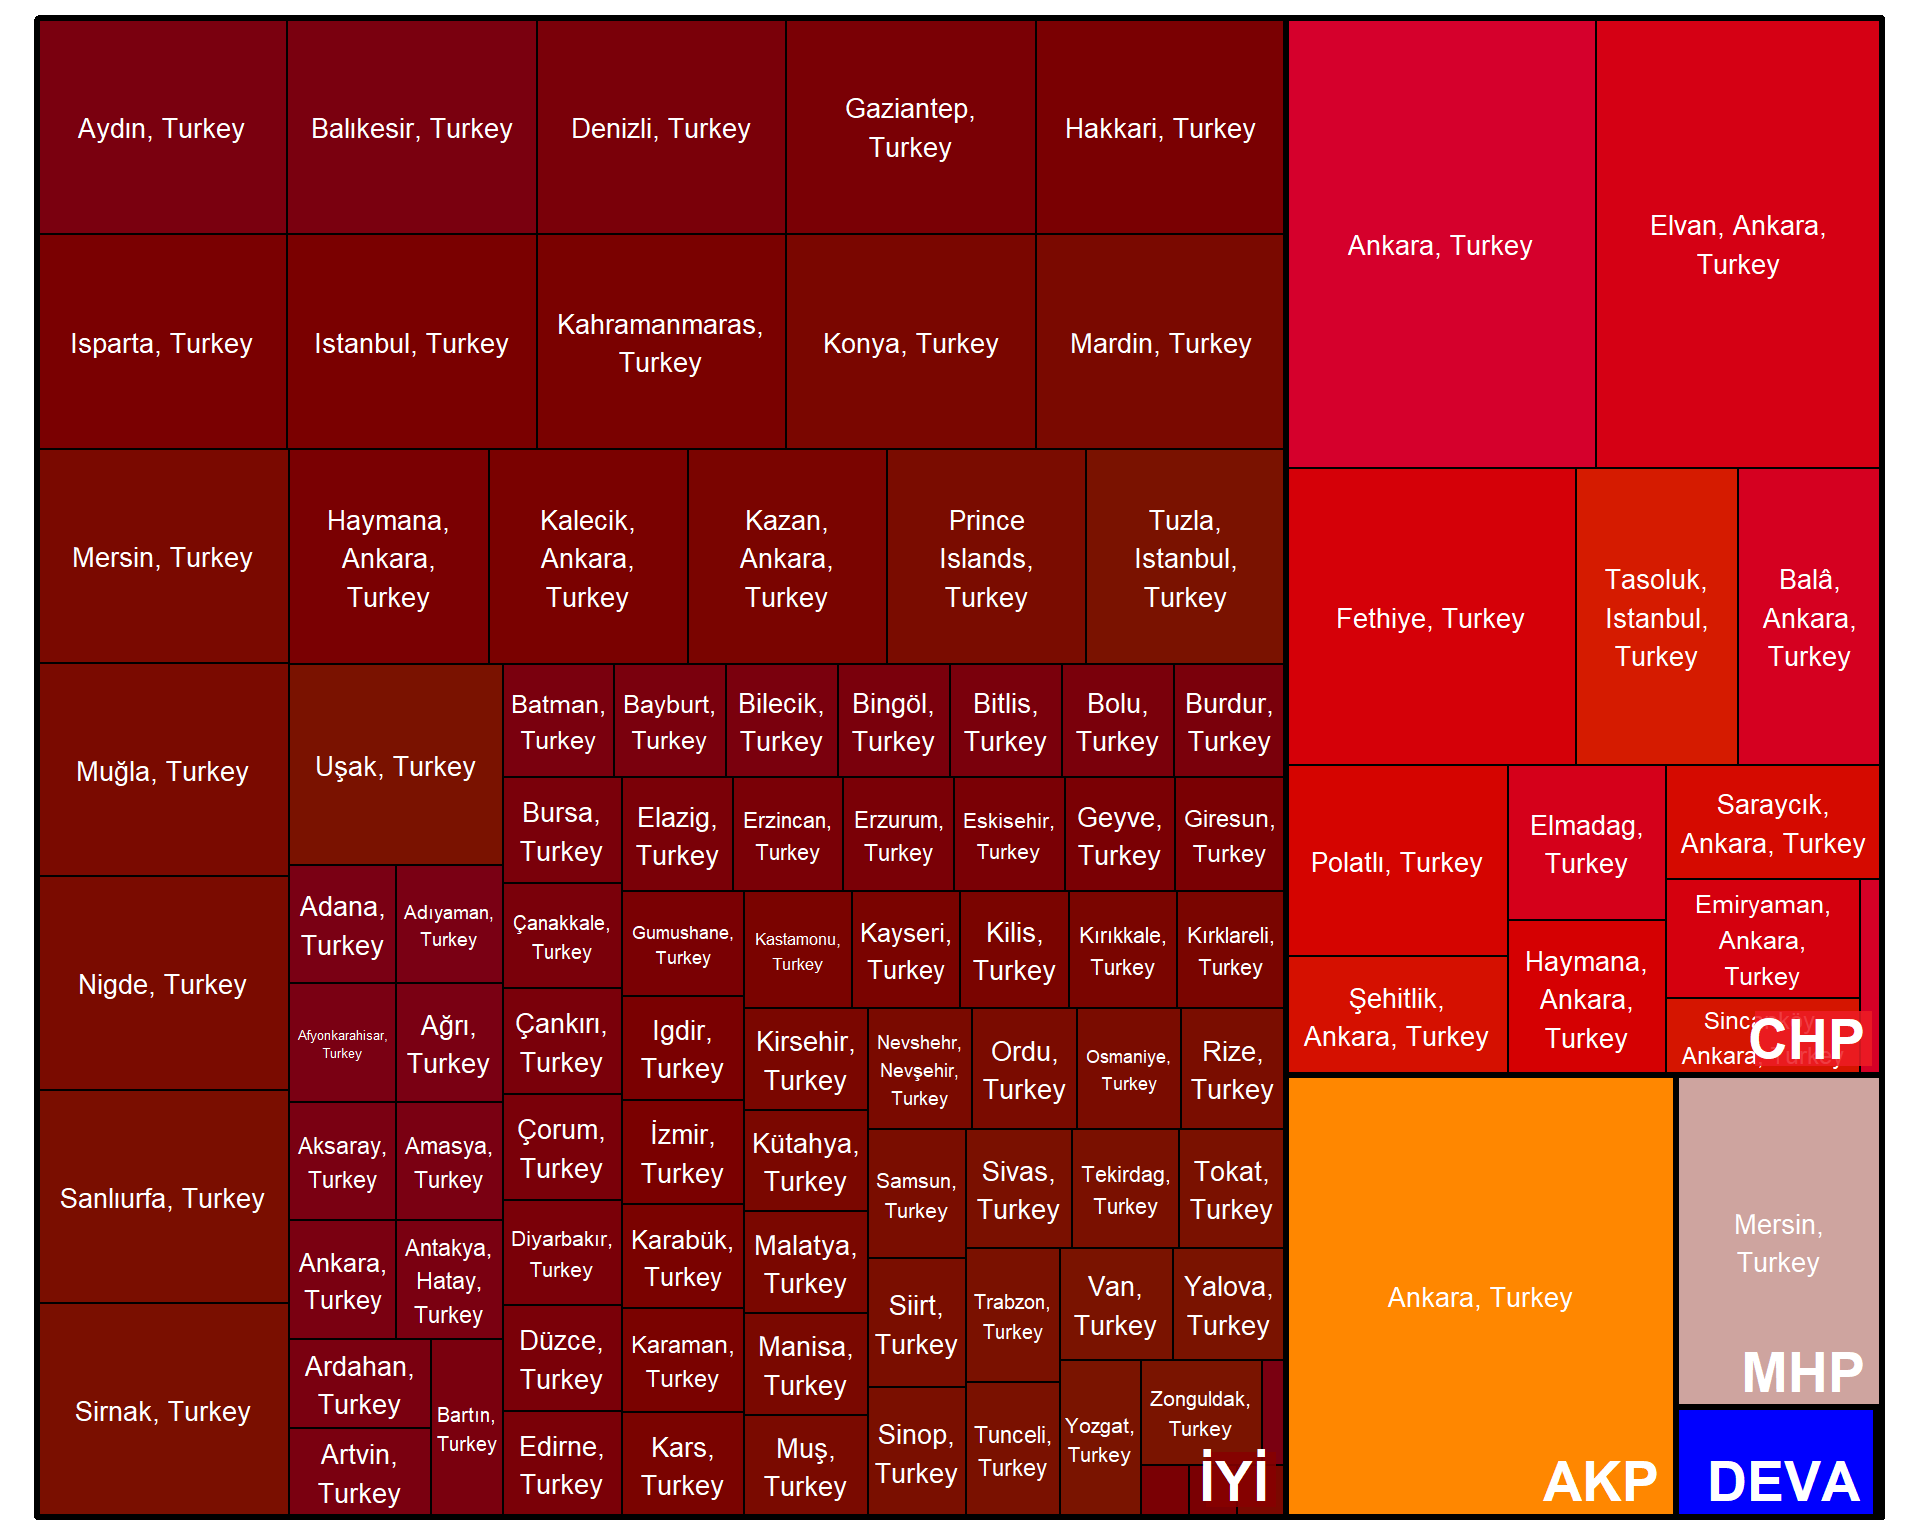 Aydın, Turkey
Balıkesir, Turkey
Denizli, Turkey
Gaziantep,
Turkey
Hakkari, Turkey
Isparta, Turkey
Istanbul, Turkey
Kahramanmaras,
Turkey
Konya, Turkey
Mardin, Turkey
Mersin, Turkey
Haymana,
Ankara,
Turkey
Kalecik,
Ankara,
Turkey
Kazan,
Ankara,
Turkey
Prince
Islands,
Turkey
Tuzla,
Istanbul,
Turkey
Muğla, Turkey
Nigde, Turkey
Sanlıurfa, Turkey
Sirnak, Turkey
Uşak, Turkey
Adana,
Turkey
Adıyaman,
Turkey
Afyonkarahisar,
Turkey
Ağrı,
Turkey
Aksaray,
Turkey
Amasya,
Turkey
Ankara,
Turkey
Antakya,
Hatay,
Turkey
Ardahan,
Turkey
Artvin,
Turkey
Bartın,
Turkey
Batman,
Turkey
Bayburt,
Turkey
Bilecik,
Turkey
Bingöl,
Turkey
Bitlis,
Turkey
Bolu,
Turkey
Burdur,
Turkey
Bursa,
Turkey
Çanakkale,
Turkey
Çankırı,
Turkey
Çorum,
Turkey
Diyarbakır,
Turkey
Düzce,
Turkey
Edirne,
Turkey
Elazig,
Turkey
Erzincan,
Turkey
Erzurum,
Turkey
Eskisehir,
Turkey
Geyve,
Turkey
Giresun,
Turkey
Gumushane,
Turkey
Igdir,
Turkey
İzmir,
Turkey
Karabük,
Turkey
Karaman,
Turkey
Kars,
Turkey
Kastamonu,
Turkey
Kayseri,
Turkey
Kilis,
Turkey
Kırıkkale,
Turkey
Kırklareli,
Turkey
Kirsehir,
Turkey
Kütahya,
Turkey
Malatya,
Turkey
Manisa,
Turkey
Muş,
Turkey
Nevshehr,
Nevşehir,
Turkey
Ordu,
Turkey
Osmaniye,
Turkey
Rize,
Turkey
Samsun,
Turkey
Siirt,
Turkey
Sinop,
Turkey
Sivas,
Turkey
Tekirdag,
Turkey
Tokat,
Turkey
Trabzon,
Turkey
Tunceli,
Turkey
Van,
Turkey
Yalova,
Turkey
Yozgat,
Turkey
Zonguldak,
Turkey
İYİ
Ankara, Turkey
Elvan, Ankara,
Turkey
Fethiye, Turkey
Tasoluk,
Istanbul,
Turkey
Balâ,
Ankara,
Turkey
Polatlı, Turkey
Şehitlik,
Ankara, Turkey
Elmadag,
Turkey
Haymana,
Ankara,
Turkey
Saraycık,
Ankara, Turkey
Emiryaman,
Ankara,
Turkey
Ankara, Turkey
CHP
Ankara, Turkey
AKP
Mersin,
Turkey
MHP
DEVA